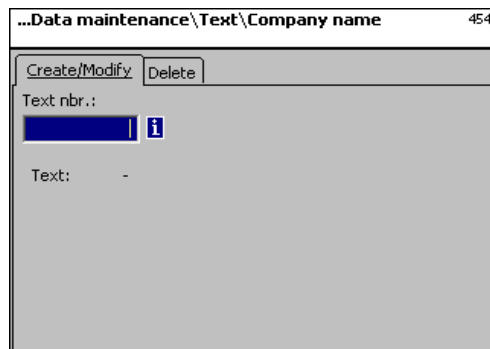 ...Data maintenance\Text\Company name 454
Create/Modify Delete
Text nbr.:
i
Text: -